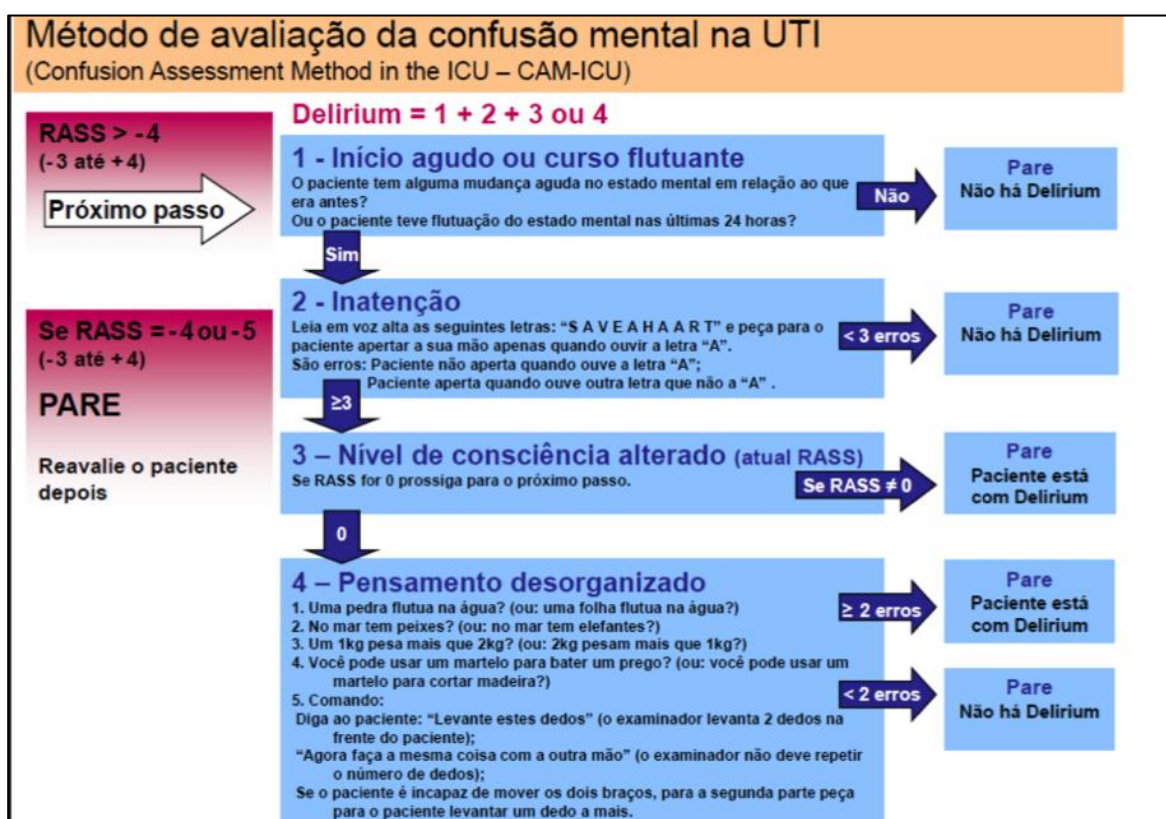 Método de avaliação da confusão mental na UTI
(Confusion Assessment Method in the ICU – CAM-ICU)
RASS > -4
(-3 até +4)
Próximo passo
Se RASS = -4 ou -5
(-3 até +4)
PARE
Reavalie o paciente
depois
Delirium = 1 + 2 + 3 ou 4
1 - Início agudo ou curso flutuante
O paciente tem alguma mudança aguda no estado mental em relação ao que
era antes?
Ou o paciente teve flutuação do estado mental nas últimas 24 horas?
Não
Pare
Não há Delirium
Sim
2 - Inatenção
Leia em voz alta as seguintes letras: “S A V E A H A A R T” e peça para o
paciente apertar a sua mão apenas quando ouvir a letra “A”.
São erros: Paciente não aperta quando ouve a letra “A”;
Paciente aperta quando ouve outra letra que não a “A” .
< 3 erros
Pare
Não há Delirium
≥3
3 – Nível de consciência alterado (atual RASS)
Se RASS for 0 prossiga para o próximo passo.
Se RASS ≠ 0
Pare
Paciente está
com Delirium
0
4 – Pensamento desorganizado
1. Uma pedra flutua na água? (ou: uma folha flutua na água?)
2. No mar tem peixes? (ou: no mar tem elefantes?)
3. Um 1kg pesa mais que 2kg? (ou: 2kg pesam mais que 1kg?)
4. Você pode usar um martelo para bater um prego? (ou: você pode usar um
martelo para cortar madeira?)
5. Comando:
Diga ao paciente: “Levante estes dedos” (o examinador levanta 2 dedos na
frente do paciente);
“Agora faça a mesma coisa com a outra mão” (o examinador não deve repetir
o número de dedos);
Se o paciente é incapaz de mover os dois braços, para a segunda parte peça
para o paciente levantar um dedo a mais.
≥ 2 erros
Pare
Paciente está
com Delirium
< 2 erros
Pare
Não há Delirium